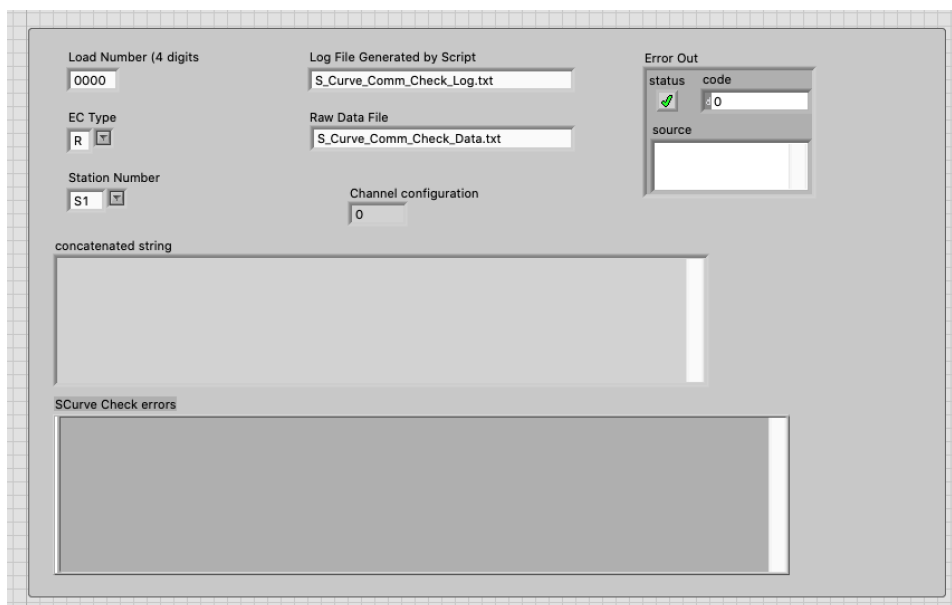 Load Number (4 digits
0000
Log File Generated by Script
S_Curve_Comm_Check_Log.txt
Error Out
status
code
d 0
source
EC Type
R
Raw Data File
S_Curve_Comm_Check_Data.txt
Station Number
S1
Channel configuration
0
concatenated string
SCurve Check errors